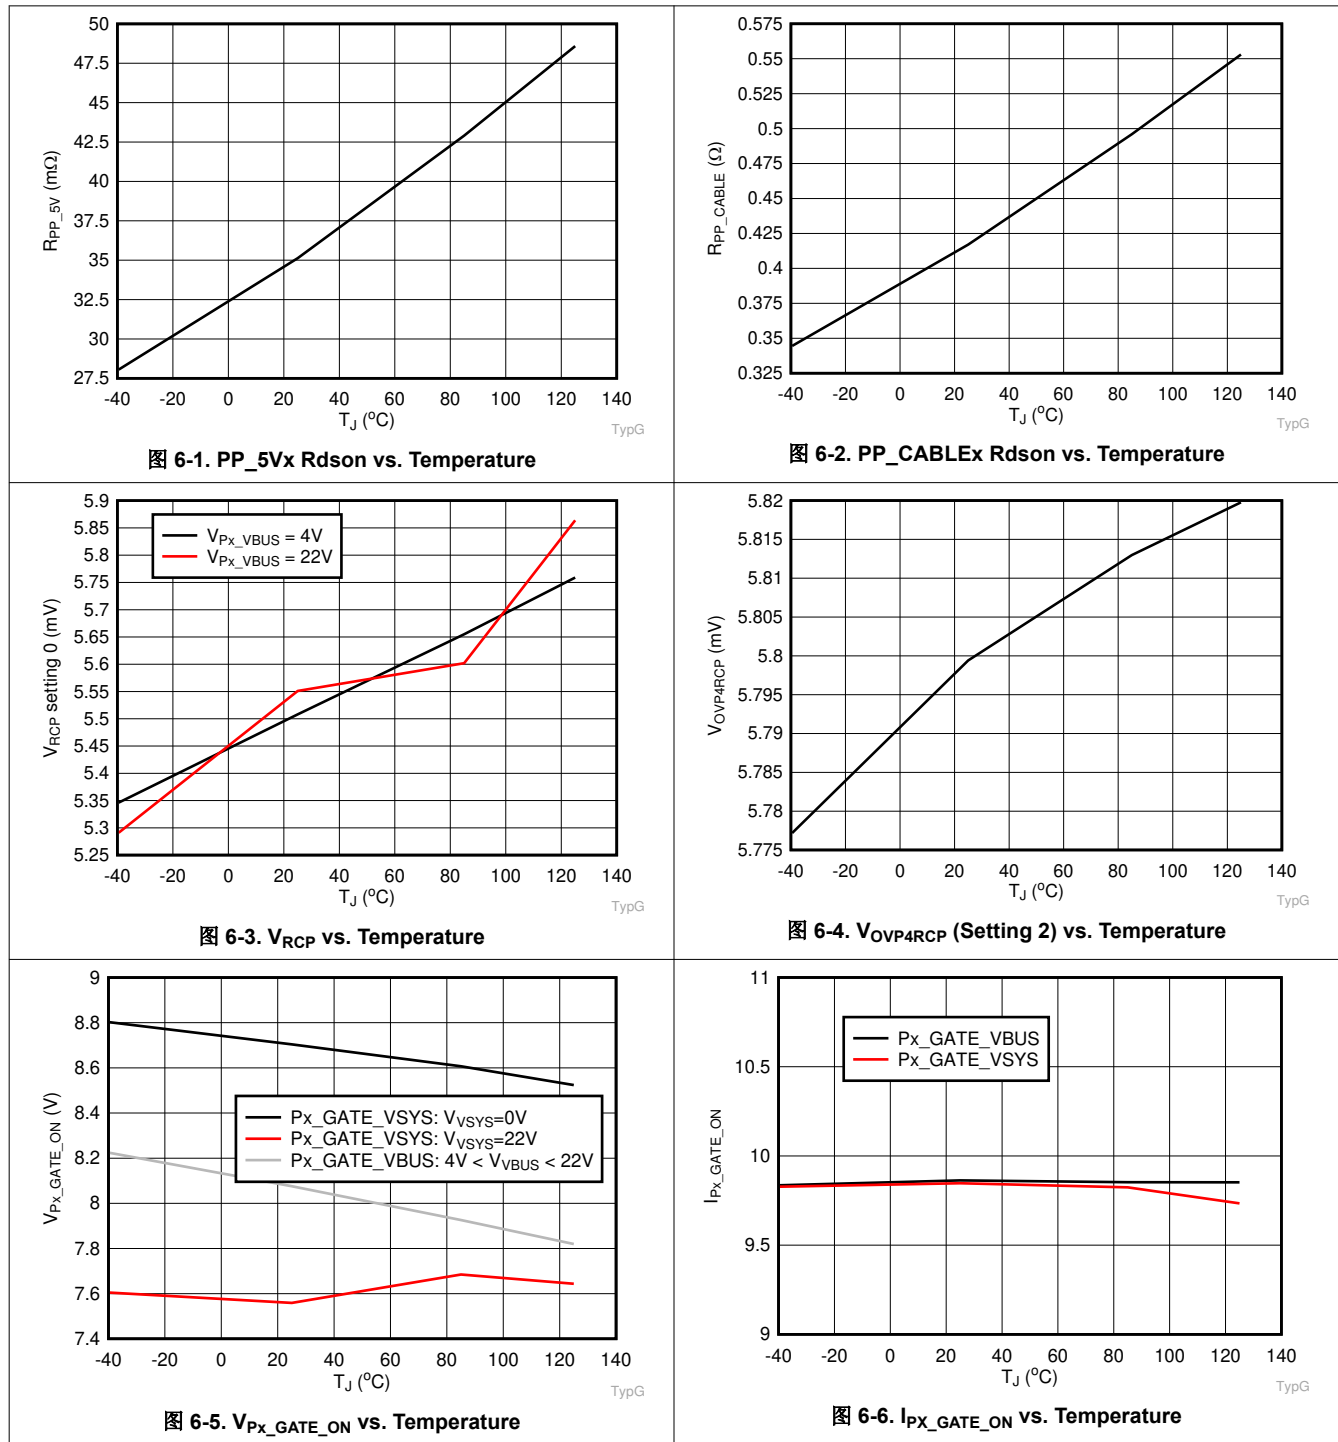 50
47.5
45
42.5
40
37.5
35
32.5
30
27.5
RPP_5V (mΩ)
-40 -20 0 20 40 60 80 100 120 140
TJ (oC)
TypG
图 6-1. PP_5Vx Rdson vs. Temperature
0.575
0.55
0.525
0.5
0.475
0.45
0.425
0.4
0.375
0.35
0.325
RPP_CABLE (Ω)
-40 -20 0 20 40 60 80 100 120 140
TJ (oC)
TypG
图 6-2. PP_CABLEx Rdson vs. Temperature
5.9
5.85
5.8
5.75
5.7
5.65
5.6
5.55
5.5
5.45
5.4
5.35
5.3
5.25
VRCP setting 0 (mV)
VPx_VBUS = 4V
VPx_VBUS = 22V
-40 -20 0 20 40 60 80 100 120 140
TJ (oC)
TypG
图 6-3. VRCP vs. Temperature
5.82
5.815
5.81
5.805
5.8
5.795
5.79
5.785
5.78
5.775
VOVP4RCP (mV)
-40 -20 0 20 40 60 80 100 120 140
TJ (oC)
TypG
图 6-4. VOVP4RCP (Setting 2) vs. Temperature
9
8.8
8.6
8.4
8.2
8
7.8
7.6
7.4
VPx_GATE_ON (V)
Px_GATE_VSYS: VVSYS=0V
Px_GATE_VSYS: VVSYS=22V
Px_GATE_VBUS: 4V < VVBUS < 22V
-40 -20 0 20 40 60 80 100 120 140
TJ (oC)
TypG
图 6-5. VPx_GATE_ON vs. Temperature
11
10.5
10
9.5
9
IPx_GATE_ON
Px_GATE_VBUS
Px_GATE_VSYS
-40 -20 0 20 40 60 80 100 120 140
TJ (oC)
TypG
图 6-6. IPX_GATE_ON vs. Temperature